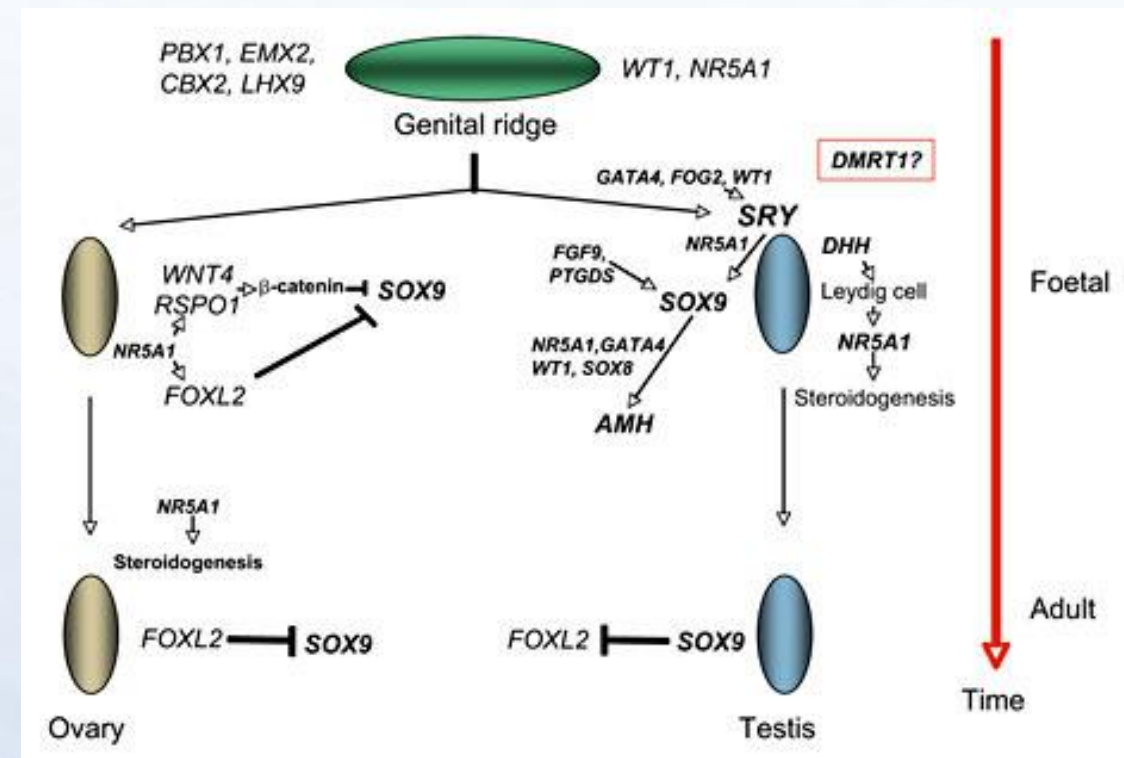 PBX1, EMX2,
CBX2, LHX9
WT1, NR5A1
Genital ridge
DMRT1?
GATA4, FOG2, WT1
SRY
NR5A1
DHH
FGF9,
PTGDS
SOX9
Leydig cell
NR5A1
Steroidogenesis
NR5A1,GATA4
WT1, SOX8
AMH
WNT4
RSPO1
β-catenin
SOX9
NR5A1
FOXL2
Foetal
NR5A1
Steroidogenesis
FOXL2
SOX9
FOXL2
SOX9
Adult
Time
Ovary
Testis